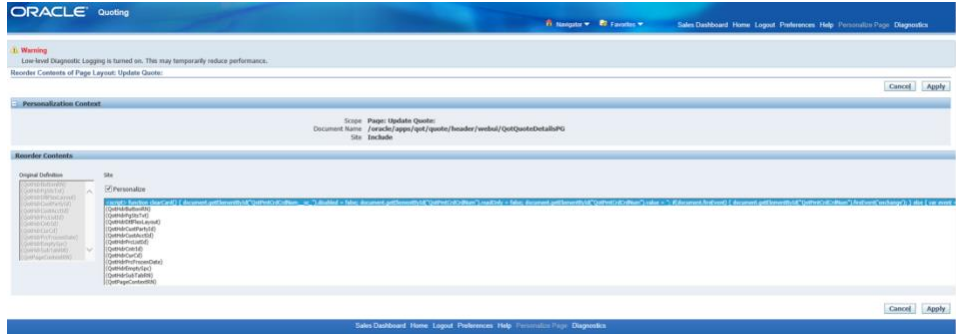 ORACLE Quoting
Navigator Favorites Sales Dashboard Home Logout Preferences Help Personalize Page Diagnostics
Warning
Low-level Diagnostic Logging is turned on. This may temporarily reduce performance.
Reorder Contents of Page Layout: Update Quote:
Cancel Apply
Personalization Context
Scope Page: Update Quote:
Document Name /oracle/apps/qot/quote/header/webui/QotQuoteDetailsPG
Site Include
Reorder Contents
Original Definition Site
Personalize
(QotHdrButtonRN)
(QotHdrPgStsTxt)
(QotHdrDffFlexLayout)
(QotHdrCustPartyId)
(QotHdrCustAcctId)
(QotHdrPrcListId)
(QotHdrCntrId)
(QotHdrCurCd)
(QotHdrPrcFrozenDate)
(QotHdrEmptySpc)
(QotHdrSubTabRN)
(QotPageContextRN)
Cancel Apply
Sales Dashboard Home Logout Preferences Help Personalize Page Diagnostics